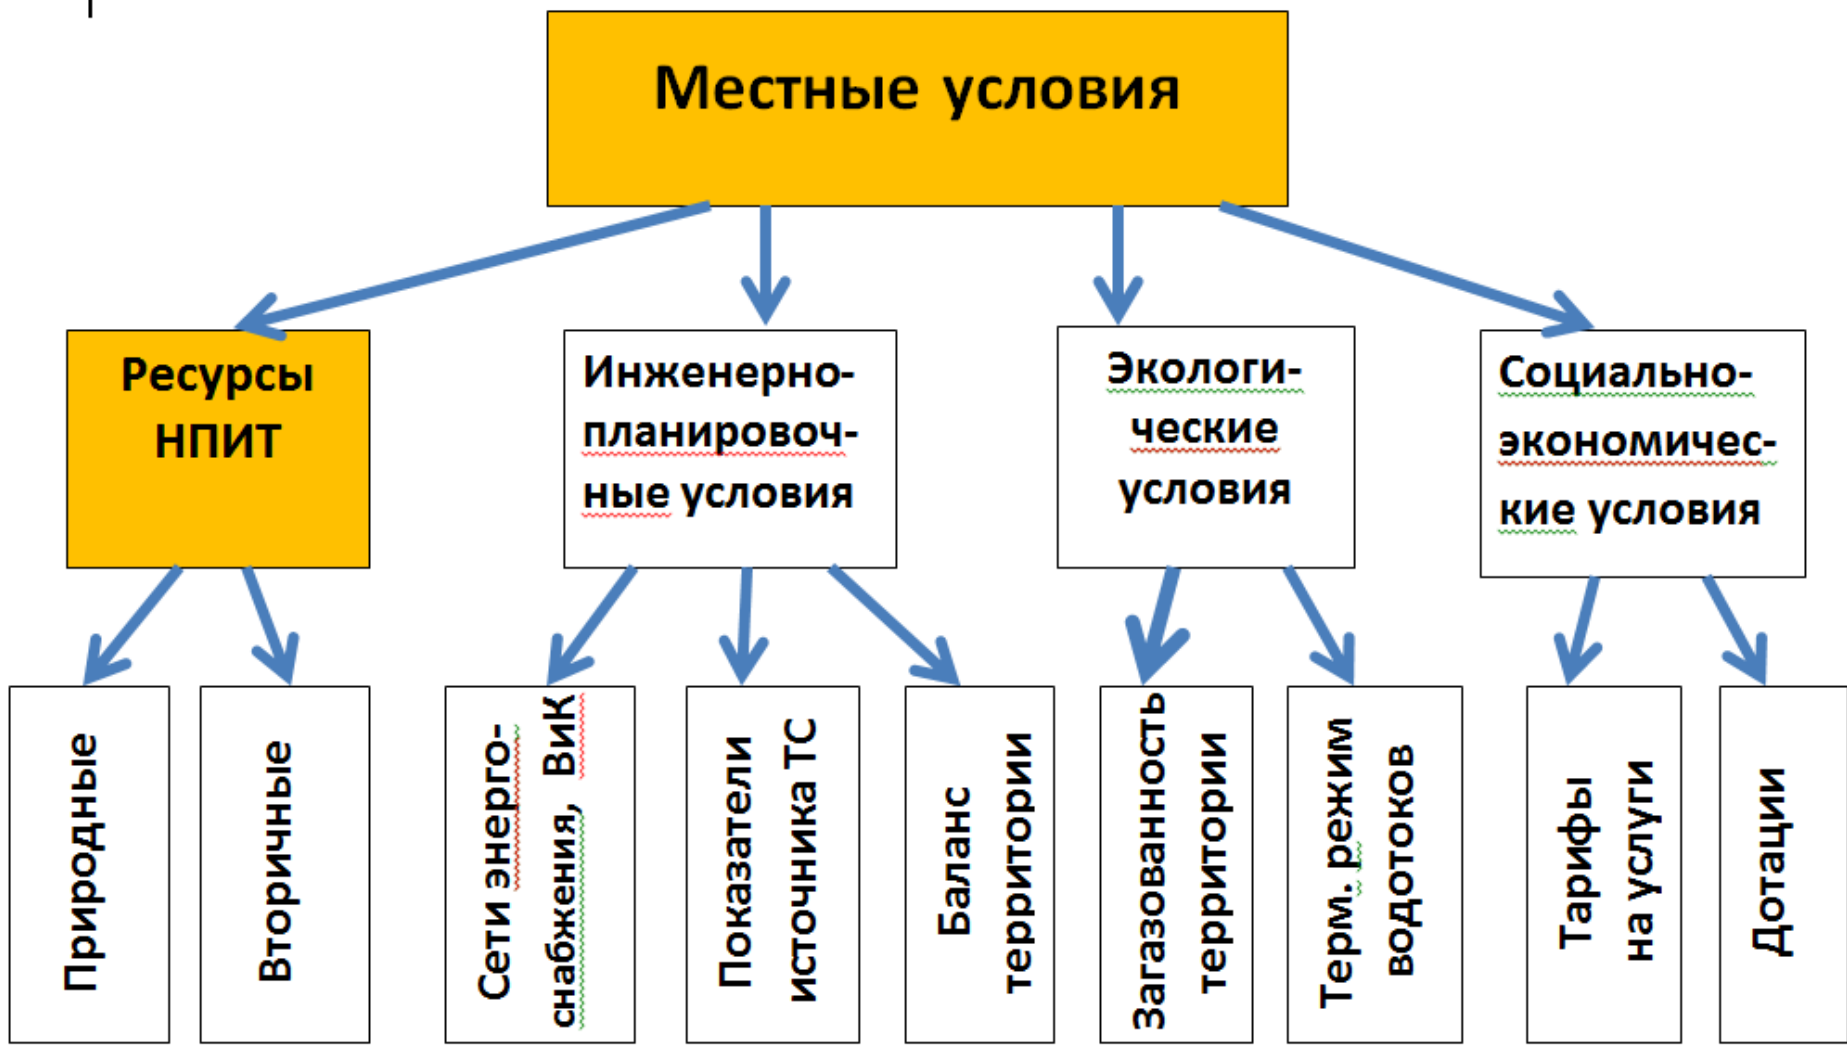 Местные условия
Ресурсы
НПИТ
Инженерно-
планировоч-
ные условия
Экологи-
ческие
условия
Социально-
экономичес-
кие условия
Природные
Вторичные
Сети энерго-
снабжения, ВиК
Показатели
источника ТС
Баланс
территории
Загазованность
территории
Терм. режим
водотоков
Тарифы
на услуги
Дотации